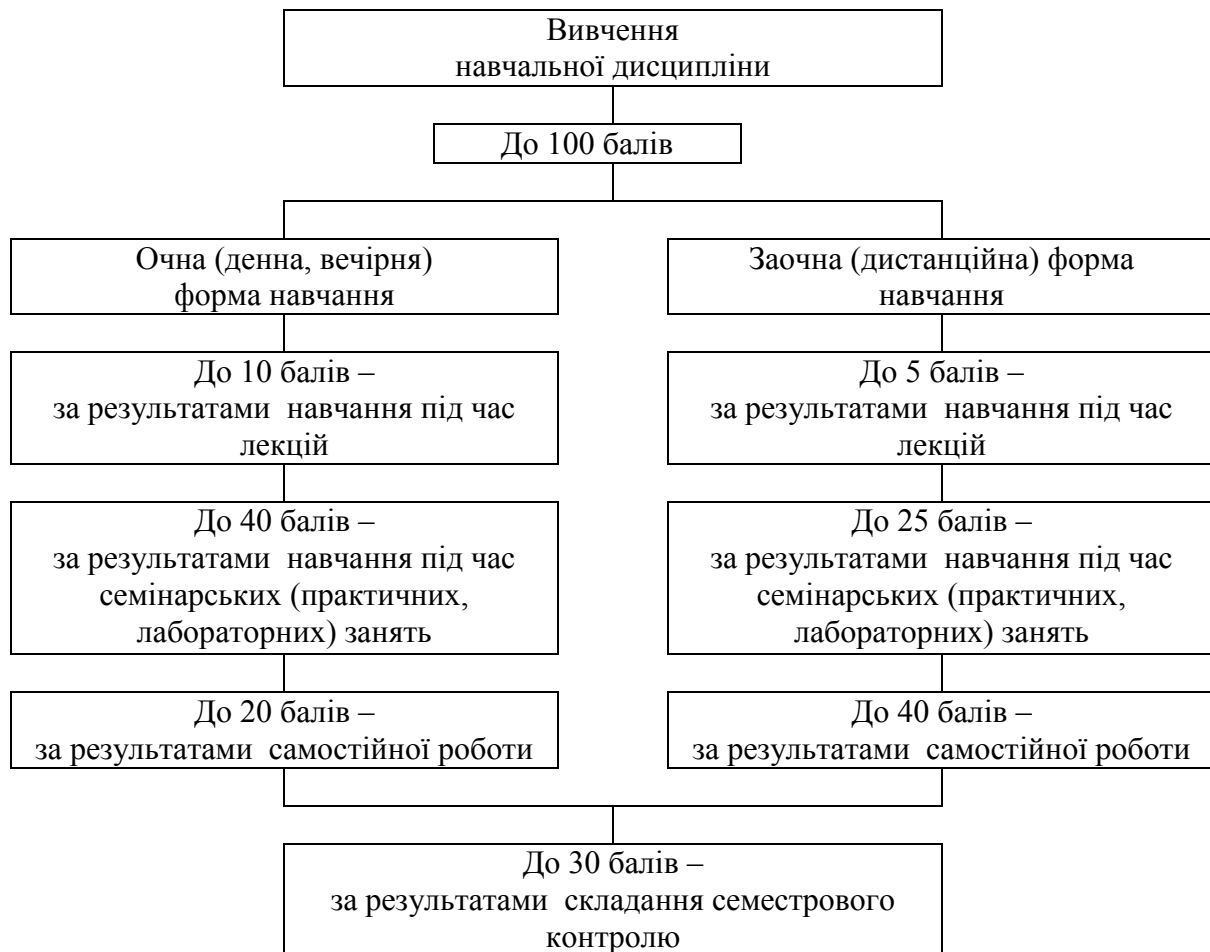 Вивчення
навчальної дисципліни
До 100 балів
Очна (денна, вечірня)
форма навчання
Заочна (дистанційна) форма
навчання
До 10 балів –
за результатами навчання під час
лекцій
До 5 балів –
за результатами навчання під час
лекцій
До 40 балів –
за результатами навчання під час
семінарських (практичних,
лабораторних) занять
До 25 балів –
за результатами навчання під час
семінарських (практичних,
лабораторних) занять
До 20 балів –
за результатами самостійної роботи
До 40 балів –
за результатами самостійної роботи
До 30 балів –
за результатами складання семестрового
контролю